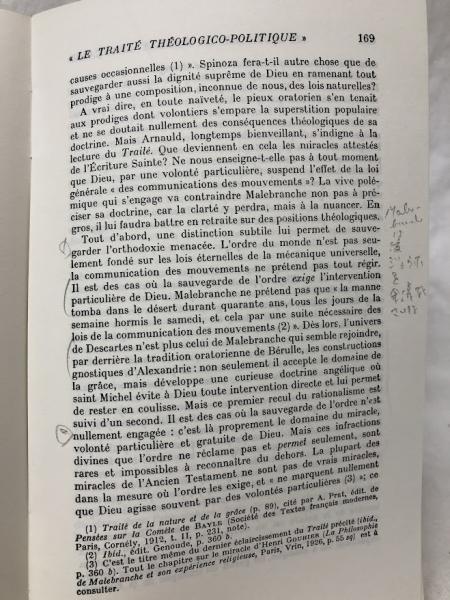 « LE TRAITÉ THÉOLOGICO-POLITIQUE » 169
causes occasionnelles (1) ». Spinoza fera-t-il autre chose que de
sauvegarder aussi la dignité suprême de Dieu en ramenant tout
prodige à une composition, inconnue de nous, des lois naturelles?
A vrai dire, en toute naïveté, le pieux oratorien s'en tenait
aux prodiges dont volontiers s'empara la superstition populaire
et ne se doutait nullement des conséquences théologiques de sa
doctrine. Mais Arnauld, longtemps bienveillant, s'indigne à la
lecture du Traité. Que deviennent en cela les miracles attestés
de l'Écriture Sainte? Ne nous enseigne-t-elle pas à tout moment
que Dieu, par une volonté particulière, suspend l'effet de la loi
générale « des communications des mouvements »? La vive polé-
mique qui s'engage va contraindre Malebranche non pas à pré-
ciser sa doctrine, car la clarté y perdra, mais à la nuancer. En
gros, il lui faudra battre en retraite sur des positions théologiques.
Tout d'abord, une distinction subtile lui permet de sauve-
garder l'orthodoxie menacée. L'ordre du monde n'est pas seu-
lement fondé sur les lois éternelles de la mécanique universelle,
la communication des mouvements ne prétend pas tout régir.
Il est des cas où la sauvegarde de l'ordre exige l'intervention
particulière de Dieu. Malebranche ne prétend pas que « la manne
tomba dans le désert durant quarante ans, tous les jours de la
semaine hormis le samedi, et cela par une suite nécessaire des
lois de la communication des mouvements (2) ». Dès lors, l'univers
de Descartes n'est plus celui de Malebranche qui semble rejoindre,
par derrière la tradition oratorienne de Bérulle, les constructions
gnostiques d'Alexandrie : non seulement il accepte le domaine de
la grâce, mais développe une curieuse doctrine angélique où
saint Michel évite à Dieu toute intervention directe et lui permet
de rester en coulisse. Mais ce premier recul du rationalisme est
suivi d'un second. Il est des cas où la sauvegarde de l'ordre n'est
nullement engagée : c'est là proprement le domaine du miracle,
volonté particulière et gratuite de Dieu. Mais ces infractions
divines que l'ordre ne réclame pas et permet seulement, sont
rares et impossibles à reconnaître du dehors. La plupart des
miracles de l'Ancien Testament ne sont pas de vrais miracles,
dans la mesure où l'ordre les exige, et « ne marquent nullement
que Dieu agisse souvent par des volontés particulières (3) »; ce
(1) Traité de la nature et de la grâce (p. 89), cité par A. Prat, édit. de
Pensées sur la Comète de BAYLE (Société des Textes français modernes,
Paris, Cornély, 1912, t. II, p. 231, note).
(2) Ibid., édit. Genoude, p. 360 b.
(3) C'est le titre même du dernier éclaircissement du Traité précité (ibid.,
p. 360 b). Tout le chapitre sur le miracle d'Henri GOUHIER (La Philosophie
de Malebranche et son expérience religieuse, Paris, Vrin, 1926, p. 55 sq) est à
consulter.